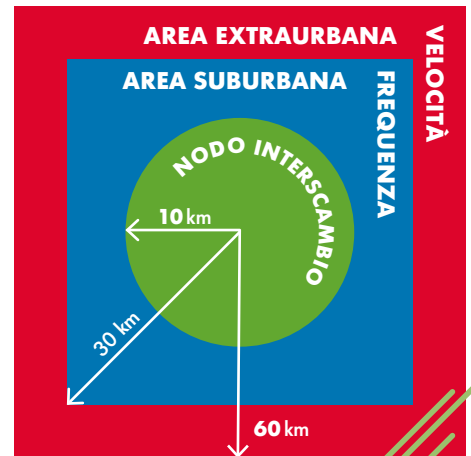 AREA EXTRAURBANA
VELOCITÀ
AREA SUBURBANA
FREQUENZA
NODO INTERSCAMBIO
10 km
30 km
60 km